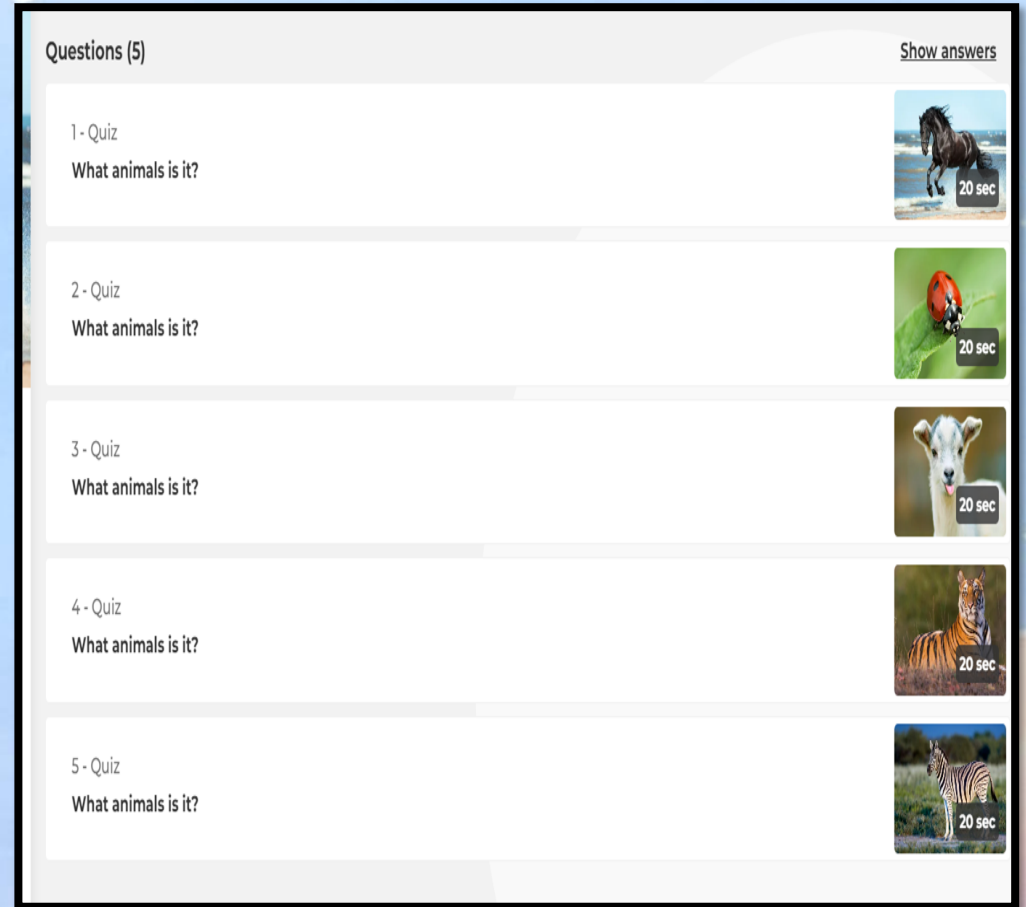 Questions (5)
Show answers
1 - Quiz
What animals is it?
20 sec
2 - Quiz
What animals is it?
20 sec
3 - Quiz
What animals is it?
20 sec
4 - Quiz
What animals is it?
20 sec
5 - Quiz
What animals is it?
20 sec